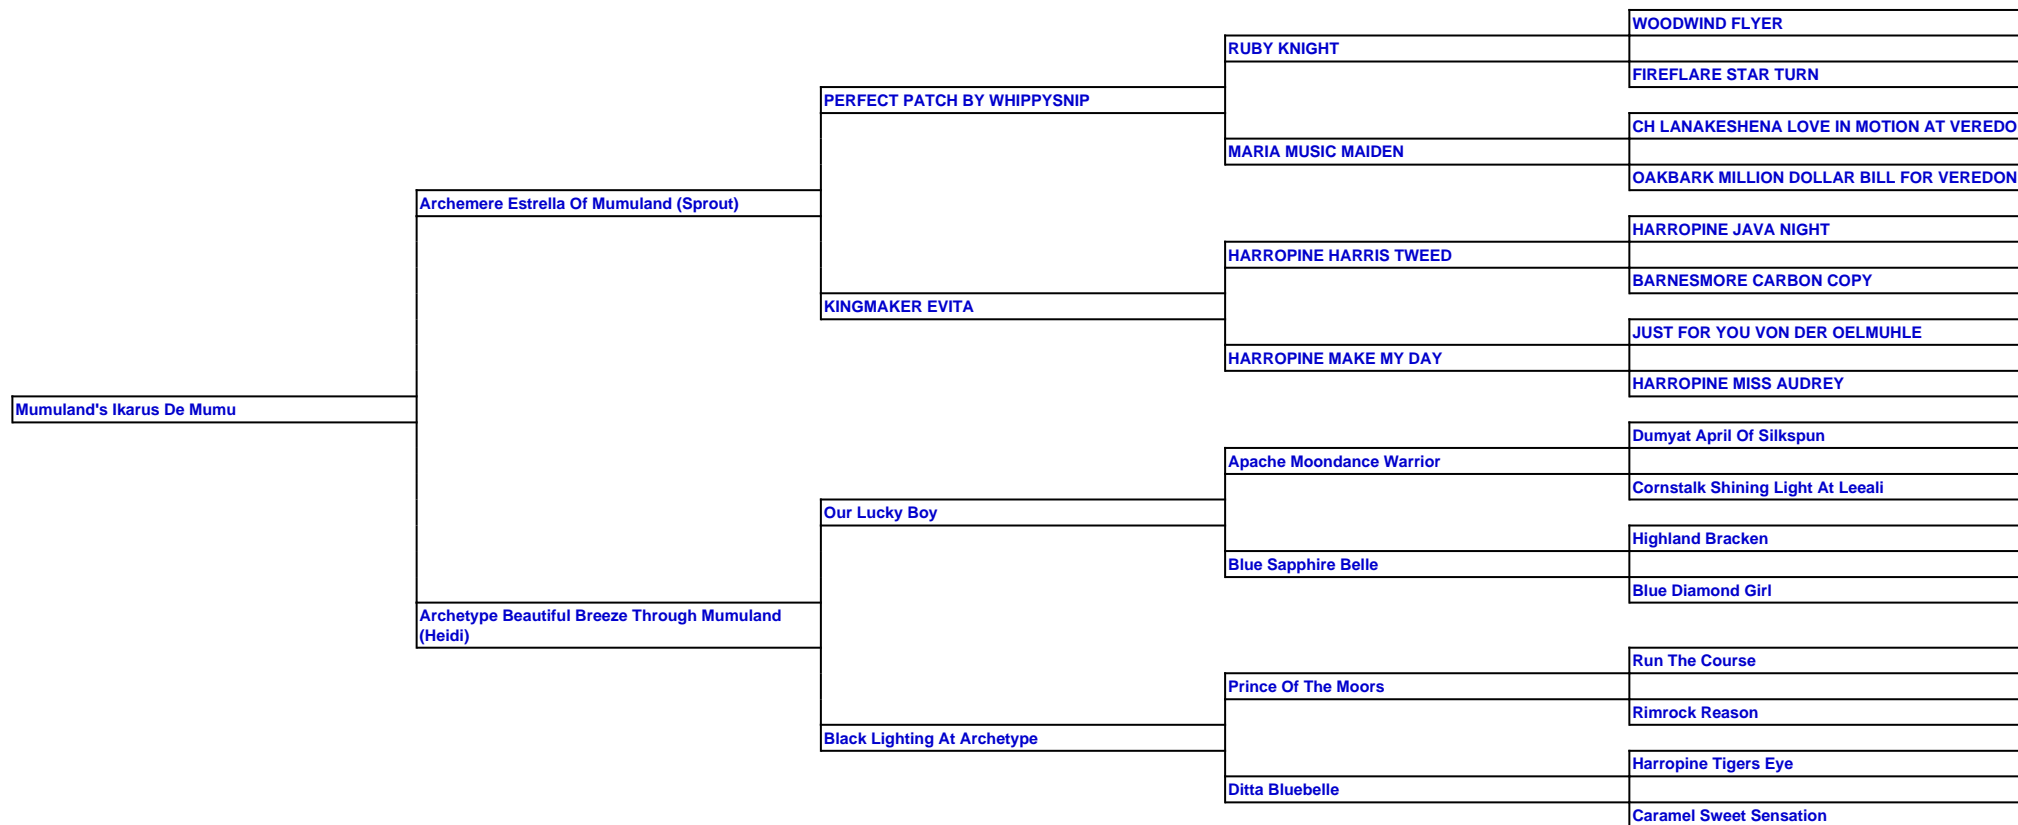 WOODWIND FLYER
RUBY KNIGHT
FIREFLARE STAR TURN
PERFECT PATCH BY WHIPPYSNIP
CH LANAKESHENA LOVE IN MOTION AT VEREDO
MARIA MUSIC MAIDEN
OAKBARK MILLION DOLLAR BILL FOR VEREDON
Archemere Estrella Of Mumuland (Sprout)
HARROPINE JAVA NIGHT
HARROPINE HARRIS TWEED
BARNESMORE CARBON COPY
KINGMAKER EVITA
JUST FOR YOU VON DER OELMUHLE
HARROPINE MAKE MY DAY
HARROPINE MISS AUDREY
Mumuland's Ikarus De Mumu
Dumyat April Of Silkspun
Apache Moondance Warrior
Cornstalk Shining Light At Leeali
Our Lucky Boy
Highland Bracken
Blue Sapphire Belle
Blue Diamond Girl
Archetype Beautiful Breeze Through Mumuland
(Heidi)
Run The Course
Prince Of The Moors
Rimrock Reason
Black Lighting At Archetype
Harropine Tigers Eye
Ditta Bluebelle
Caramel Sweet Sensation